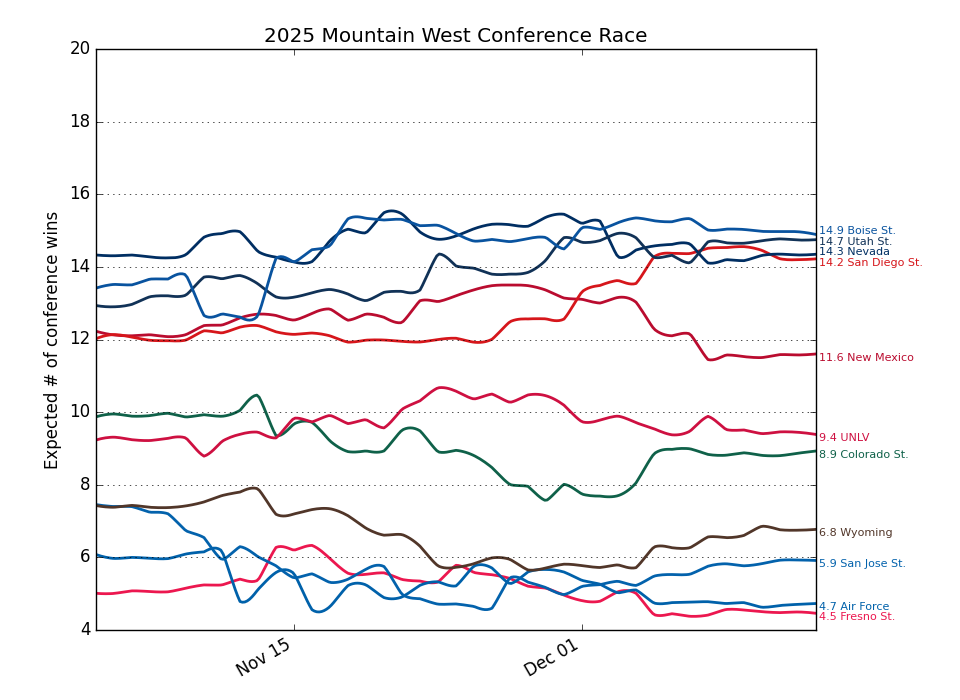 2025 Mountain West Conference Race
Expected # of conference wins
20
18
16
14
12
10
8
6
4
Nov 15
Dec 01
14.9 Boise St.
14.7 Utah St.
14.3 Nevada
14.2 San Diego St.
11.6 New Mexico
9.4 UNLV
8.9 Colorado St.
6.8 Wyoming
5.9 San Jose St.
4.7 Air Force
4.5 Fresno St.